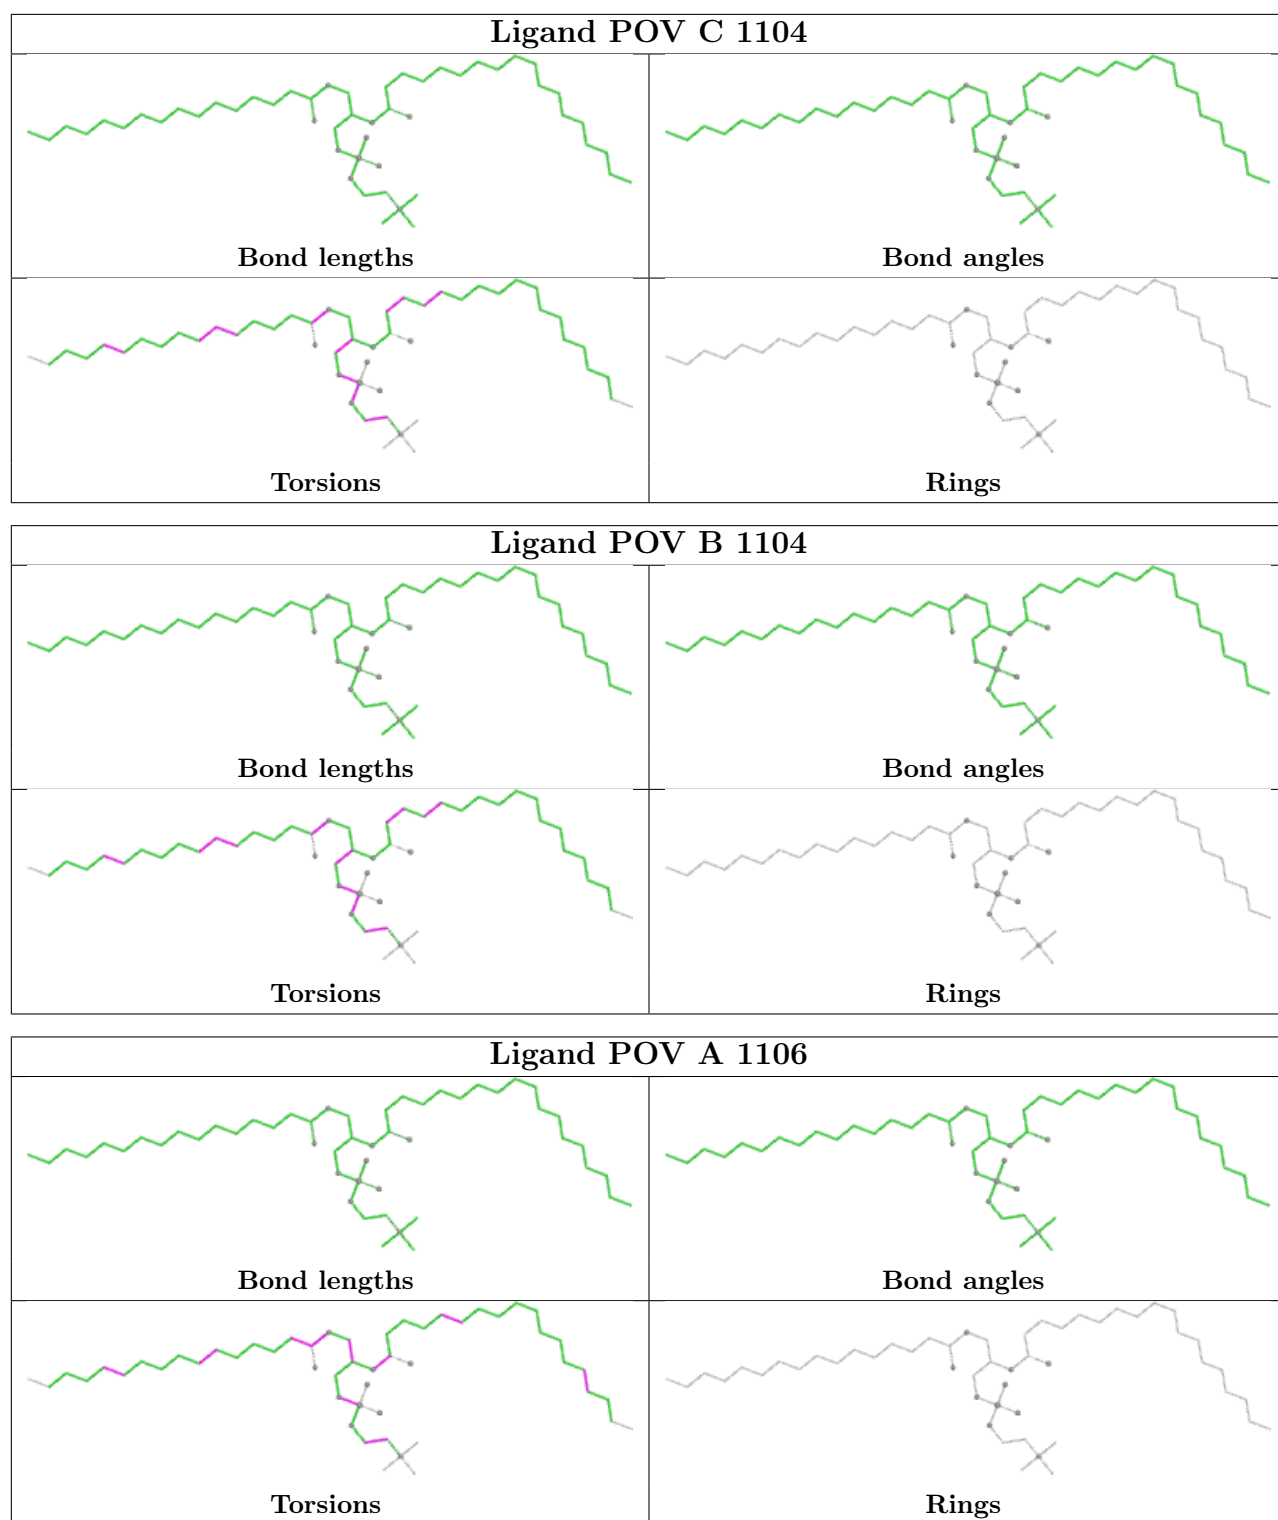 Ligand POV C 1104
Bond lengths
Bond angles
Torsions
Rings
Ligand POV B 1104
Bond lengths
Bond angles
Torsions
Rings
Ligand POV A 1106
Bond lengths
Bond angles
Torsions
Rings